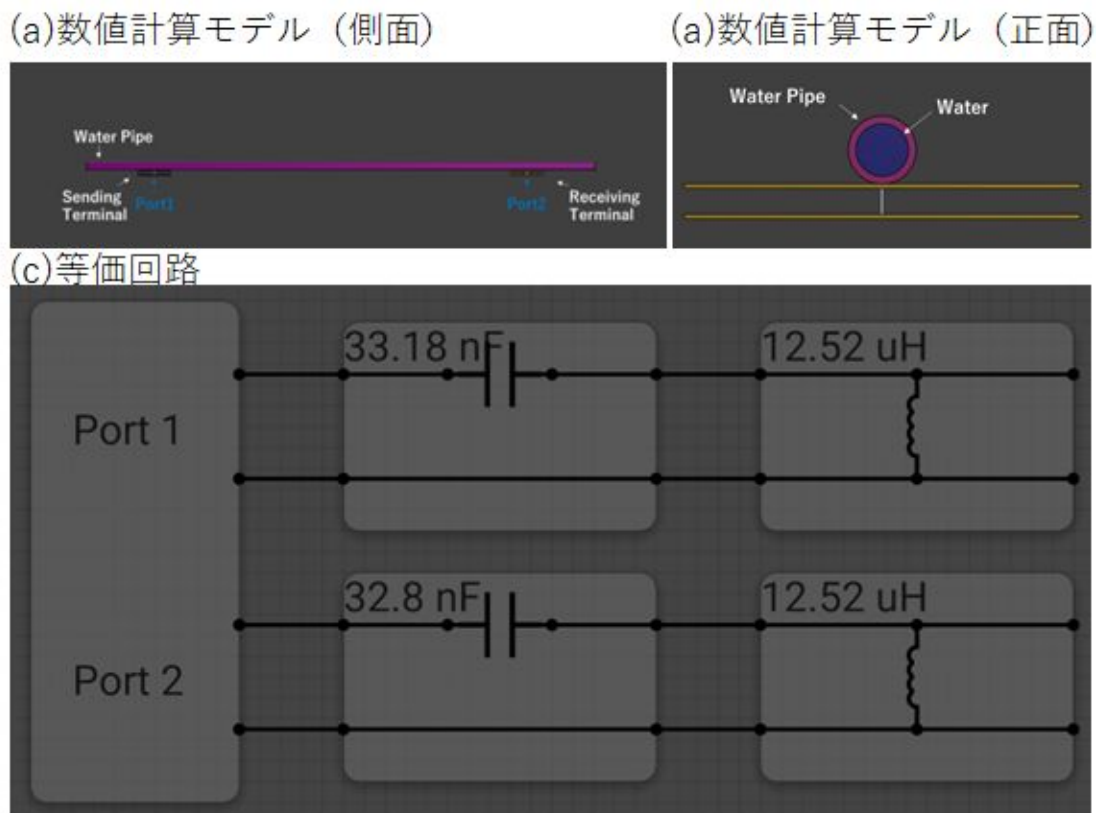 (a)数値計算モデル（側面）
(a)数値計算モデル（正面）
Water Pipe
Sending
Terminal
Port1
Port2
Receiving
Terminal
Water Pipe
Water
(c)等価回路
Port 1
33.18 nF
12.52 uH
Port 2
32.8 nF
12.52 uH